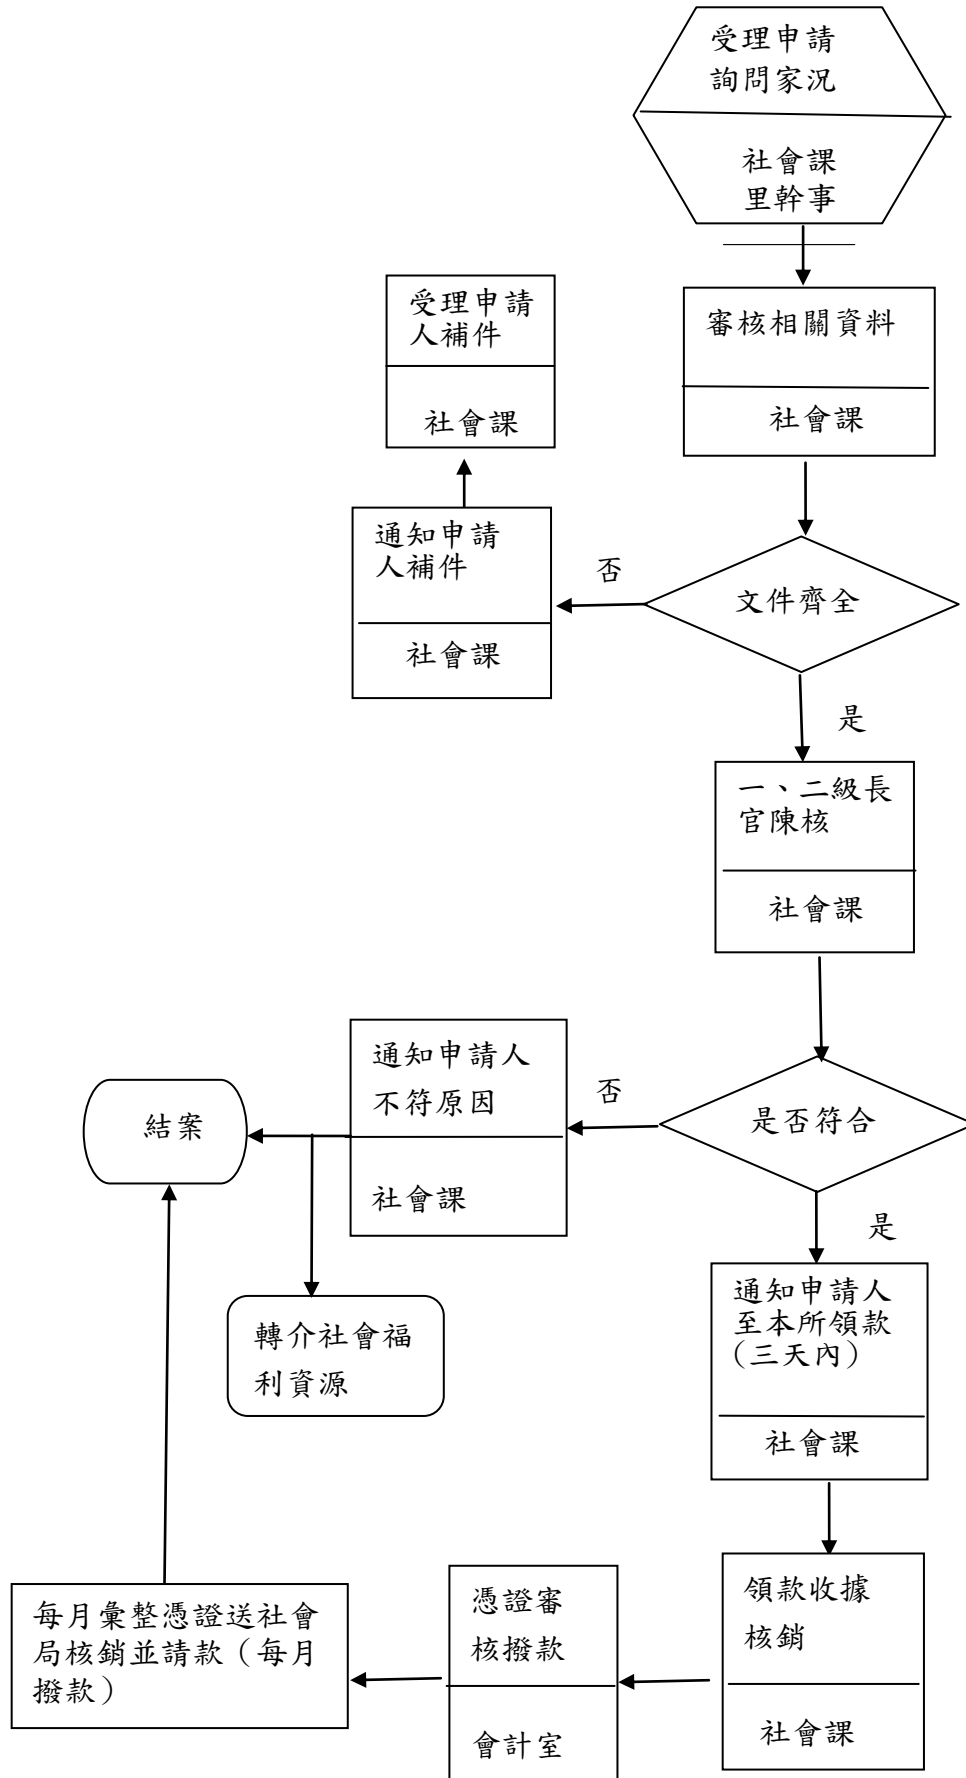 受理申請
詢問家況
社會課
里幹事
受理申請
人補件
社會課
審核相關資料
社會課
通知申請
人補件
社會課
否
文件齊全
是
一、二級長
官陳核
社會課
通知申請人
不符原因
社會課
否
是否符合
結案
是
轉介社會福
利資源
通知申請人
至本所領款
(三天內)
社會課
每月彙整憑證送社會
局核銷並請款（每月
撥款）
憑證審
核撥款
會計室
領款收據
核銷
社會課